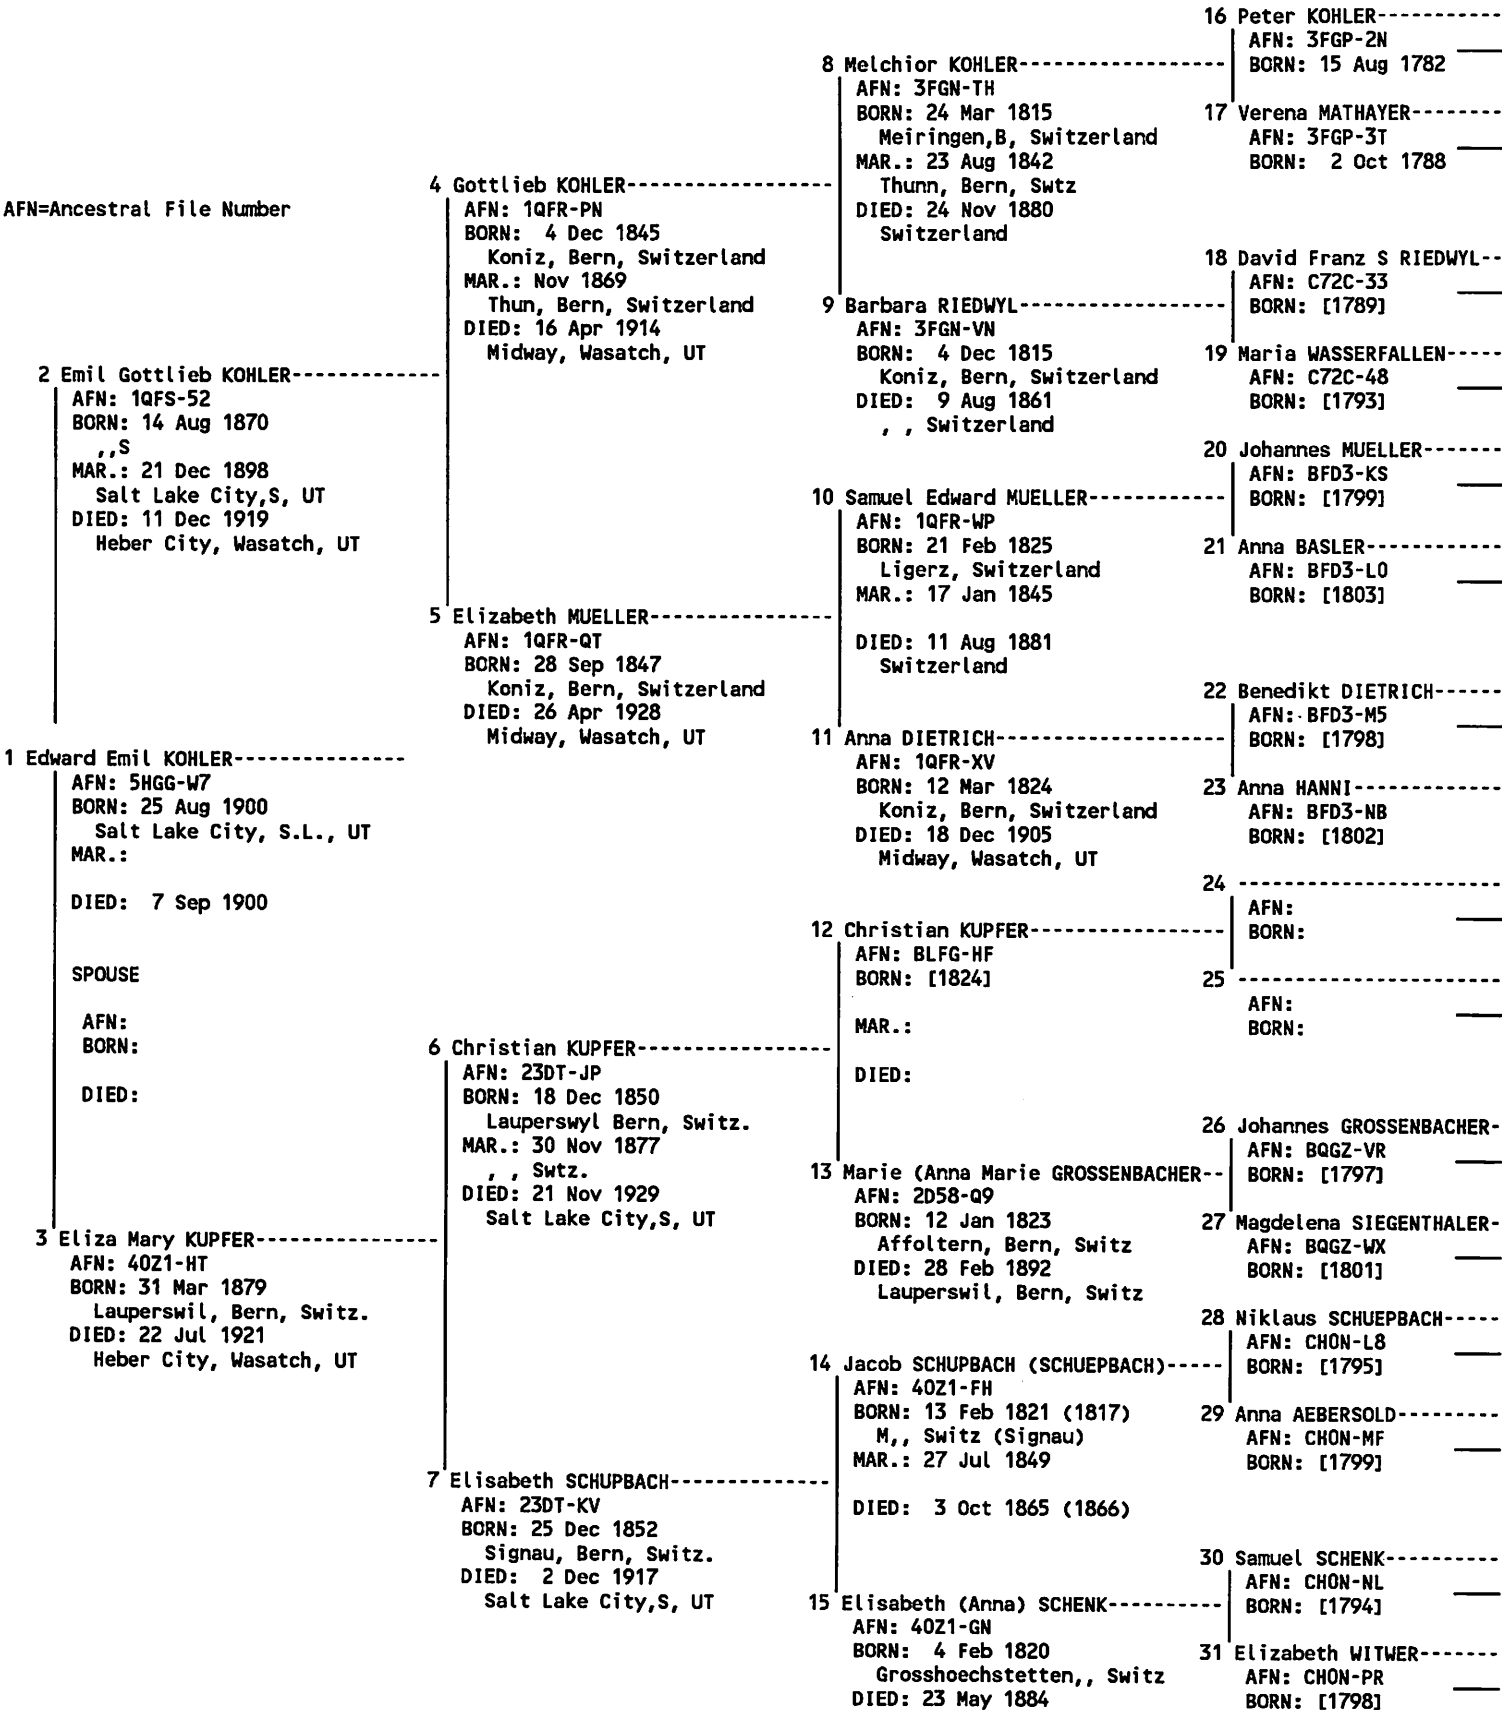 AFN=Ancestral File Number
1 Edward Emil KOHLER---------------
AFN: 5HGG-W7
BORN: 25 Aug 1900
Salt Lake City, S.L., UT
MAR.:
DIED: 7 Sep 1900
SPOUSE
AFN:
BORN:
DIED:
2 Emil Gottlieb KOHLER-------------
AFN: 1QFS-52
BORN: 14 Aug 1870
,,S
MAR.: 21 Dec 1898
Salt Lake City,S, UT
DIED: 11 Dec 1919
Heber City, Wasatch, UT
3 Eliza Mary KUPFER----------------
AFN: 40Z1-HT
BORN: 31 Mar 1879
Lauperswil, Bern, Switz.
DIED: 22 Jul 1921
Heber City, Wasatch, UT
4 Gottlieb KOHLER------------------
AFN: 1QFR-PN
BORN: 4 Dec 1845
Koniz, Bern, Switzerland
MAR.: Nov 1869
Thun, Bern, Switzerland
DIED: 16 Apr 1914
Midway, Wasatch, UT
5 Elizabeth MUELLER----------------
AFN: 1QFR-QT
BORN: 28 Sep 1847
Koniz, Bern, Switzerland
DIED: 26 Apr 1928
Midway, Wasatch, UT
6 Christian KUPFER-----------------
AFN: 23DT-JP
BORN: 18 Dec 1850
Lauperswyl Bern, Switz.
MAR.: 30 Nov 1877
, , Swtz.
DIED: 21 Nov 1929
Salt Lake City,S, UT
7 Elisabeth SCHUPBACH--------------
AFN: 23DT-KV
BORN: 25 Dec 1852
Signau, Bern, Switz.
DIED: 2 Dec 1917
Salt Lake City,S, UT
8 Melchior KOHLER------------------
AFN: 3FGN-TH
BORN: 24 Mar 1815
Meiringen,B, Switzerland
MAR.: 23 Aug 1842
Thunn, Bern, Swtz
DIED: 24 Nov 1880
Switzerland
9 Barbara RIEDWYL------------------
AFN: 3FGN-VN
BORN: 4 Dec 1815
Koniz, Bern, Switzerland
DIED: 9 Aug 1861
, , Switzerland
10 Samuel Edward MUELLER------------
AFN: 1QFR-WP
BORN: 21 Feb 1825
Ligerz, Switzerland
MAR.: 17 Jan 1845
DIED: 11 Aug 1881
Switzerland
11 Anna DIETRICH--------------------
AFN: 1QFR-XV
BORN: 12 Mar 1824
Koniz, Bern, Switzerland
DIED: 18 Dec 1905
Midway, Wasatch, UT
12 Christian KUPFER-----------------
AFN: BLFG-HF
BORN: [1824]
MAR.:
DIED:
13 Marie (Anna Marie GROSSENBACHER--
AFN: 2D58-Q9
BORN: 12 Jan 1823
Affoltern, Bern, Switz
DIED: 28 Feb 1892
Lauperswil, Bern, Switz
14 Jacob SCHUPBACH (SCHUEPBACH)-----
AFN: 40Z1-FH
BORN: 13 Feb 1821 (1817)
M,, Switz (Signau)
MAR.: 27 Jul 1849
DIED: 3 Oct 1865 (1866)
15 Elisabeth (Anna) SCHENK----------
AFN: 40Z1-GN
BORN: 4 Feb 1820
Grosshoechstetten,, Switz
DIED: 23 May 1884
16 Peter KOHLER-----------
AFN: 3FGP-2N
BORN: 15 Aug 1782
17 Verena MATHAYER--------
AFN: 3FGP-3T
BORN: 2 Oct 1788
18 David Franz S RIEDWYL--
AFN: C72C-33
BORN: [1789]
19 Maria WASSERFALLEN-----
AFN: C72C-48
BORN: [1793]
20 Johannes MUELLER-------
AFN: BFD3-KS
BORN: [1799]
21 Anna BASLER------------
AFN: BFD3-L0
BORN: [1803]
22 Benedikt DIETRICH------
AFN: BFD3-M5
BORN: [1798]
23 Anna HANNI-------------
AFN: BFD3-NB
BORN: [1802]
24 -----------------------
AFN:
BORN:
25 -----------------------
AFN:
BORN:
26 Johannes GROSSENBACHER-
AFN: BQGZ-VR
BORN: [1797]
27 Magdelena SIEGENTHALER-
AFN: BQGZ-WX
BORN: [1801]
28 Niklaus SCHUEPBACH-----
AFN: CH0N-L8
BORN: [1795]
29 Anna AEBERSOLD---------
AFN: CH0N-MF
BORN: [1799]
30 Samuel SCHENK----------
AFN: CH0N-NL
BORN: [1794]
31 Elizabeth WITWER-------
AFN: CH0N-PR
BORN: [1798]